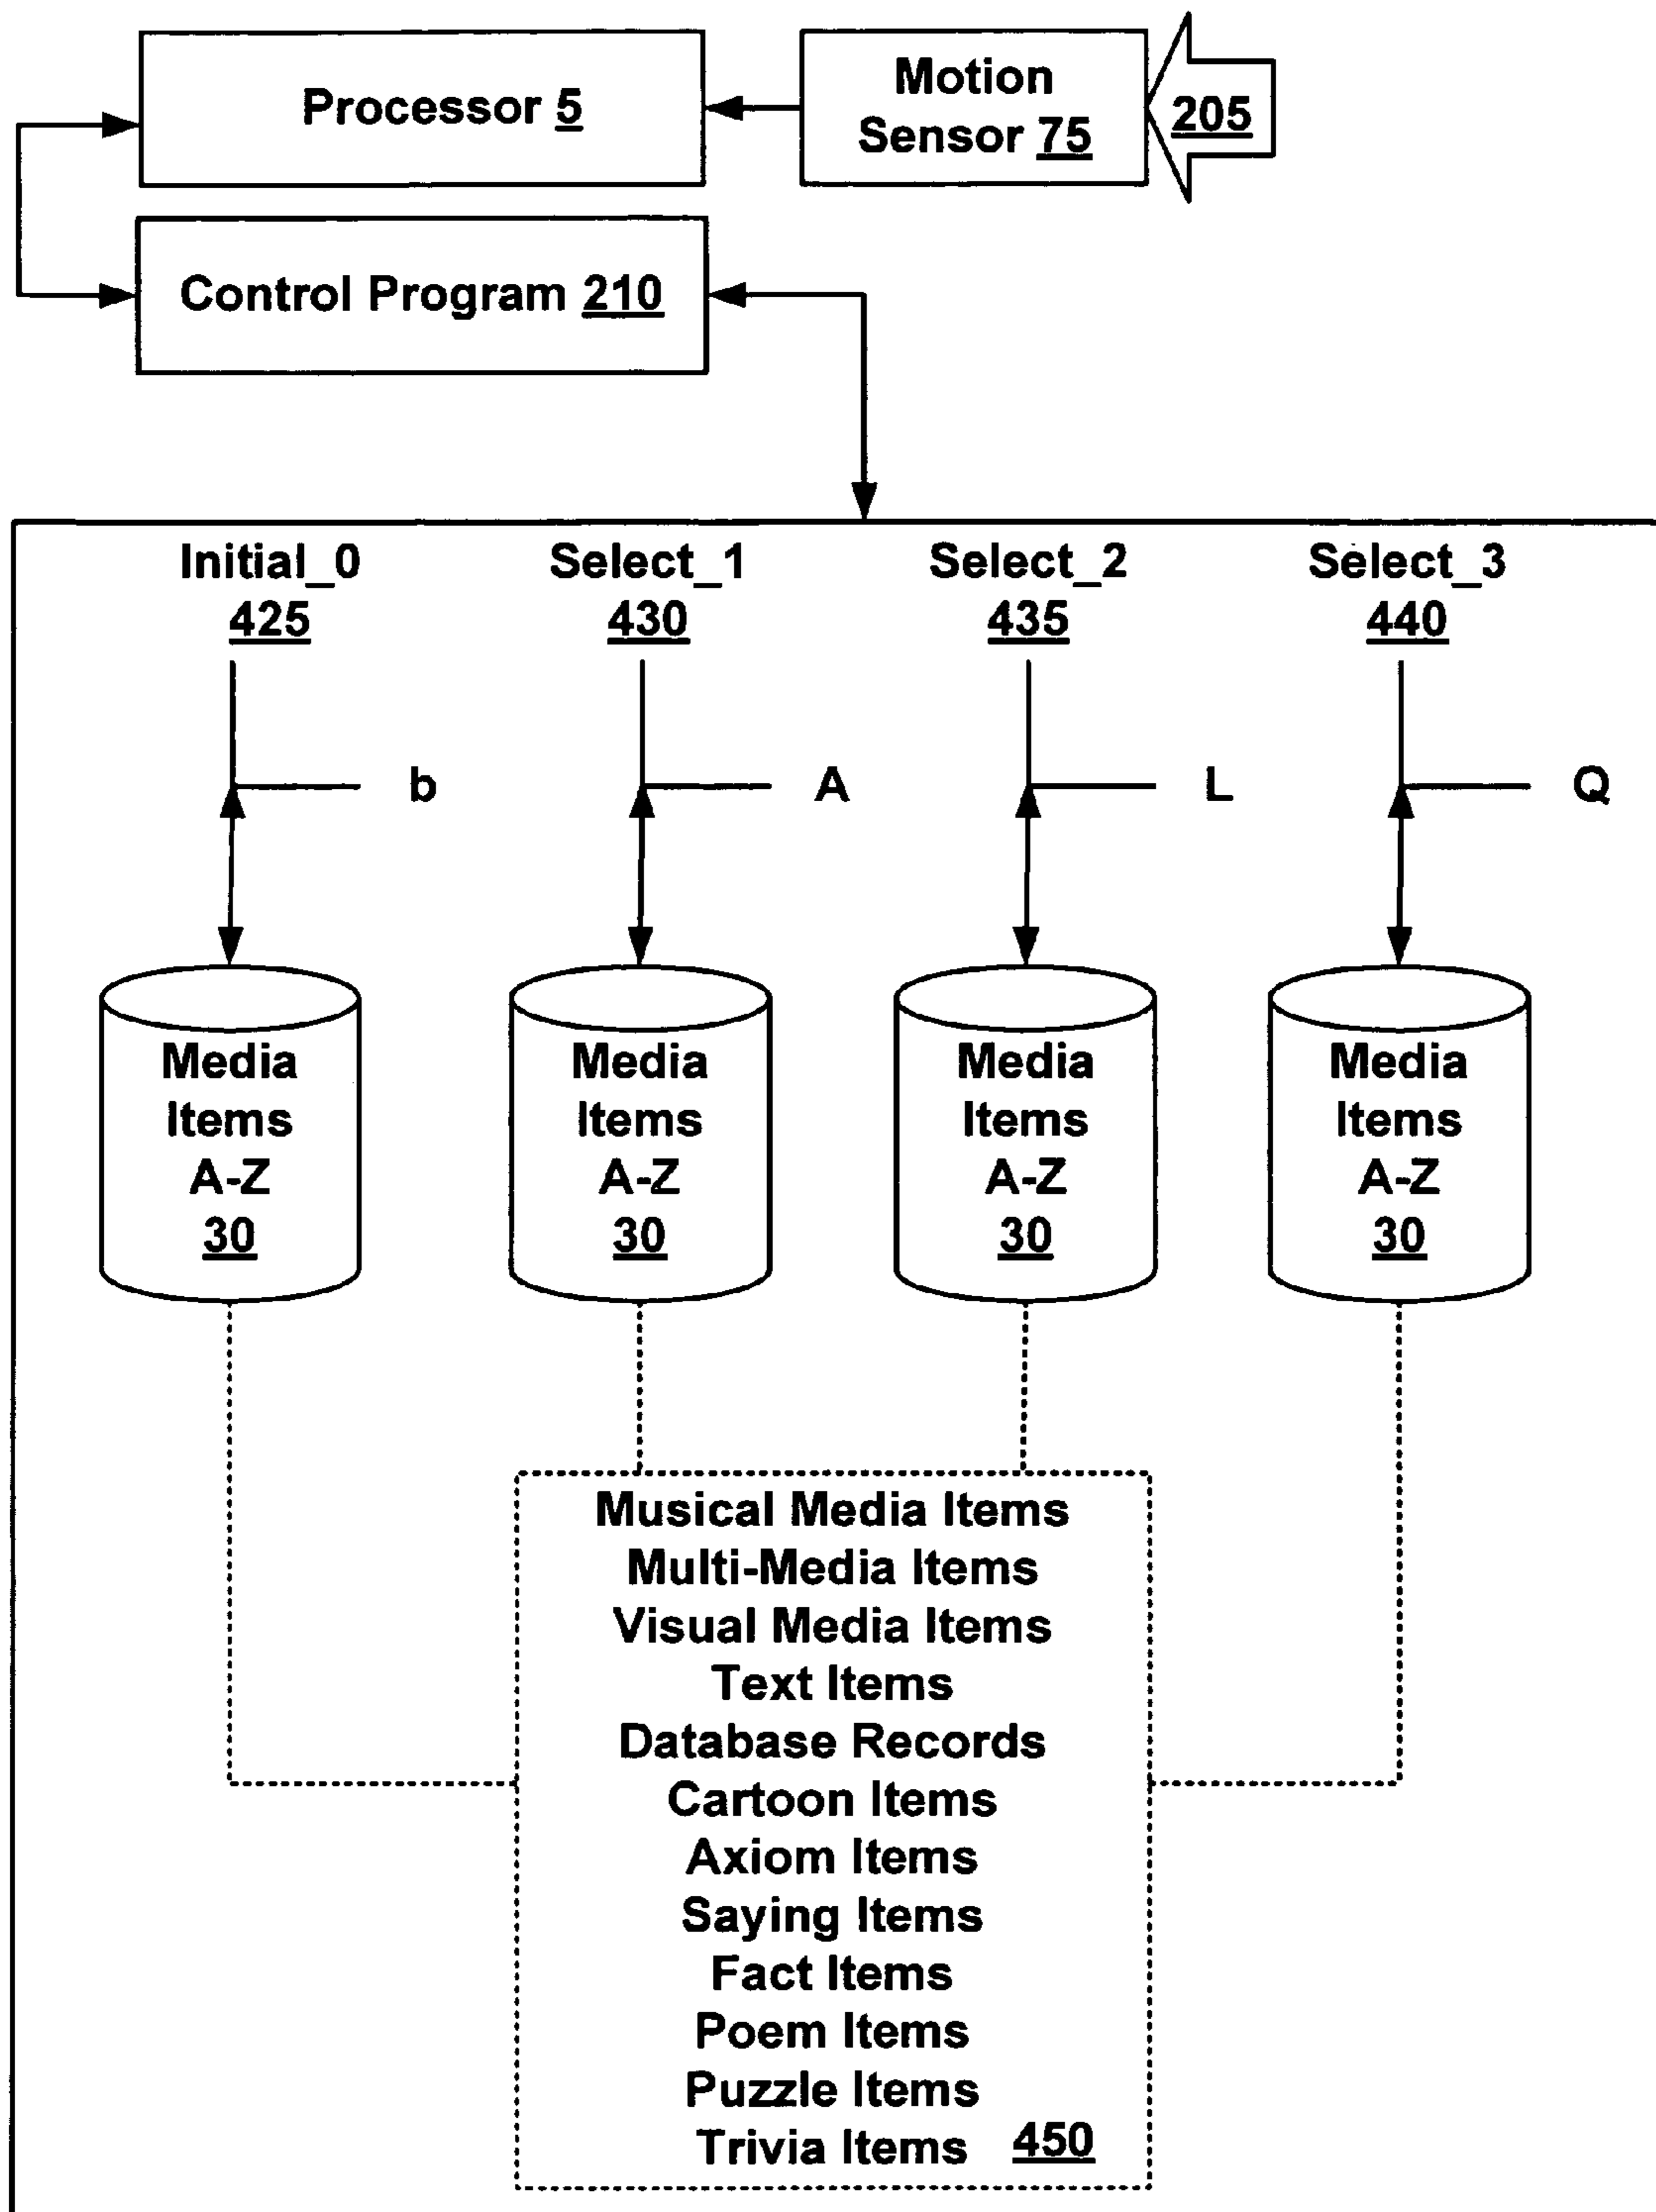 Processor 5
Motion
Sensor 75
205
Control Program 210
Initial_0
425
Select_1
430
Select_2
435
Select_3
440
b
A
L
Q
Media
Items
A-Z
30
Media
Items
A-Z
30
Media
Items
A-Z
30
Media
Items
A-Z
30
Musical Media Items
Multi-Media Items
Visual Media Items
Text Items
Database Records
Cartoon Items
Axiom Items
Saying Items
Fact Items
Poem Items
Puzzle Items
Trivia Items 450